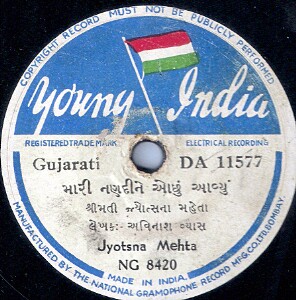 COPYRIGHT RECORD MUST NOT BE PUBLICLY PERFORMED
Young India
REGISTERED TRADE MARK ELECTRICAL RECORDING
Gujarati DA 11577
મારી નણદીને ઓછું આવ્યું
શ્રીમતી જ્યોત્સના મહેતા
લેખક:- અવિનાશ વ્યાસ
Jyotsna Mehta
NG 8420
MADE IN INDIA.
MANUFACTURED BY THE NATIONAL GRAMOPHONE RECORD MFG. CO. LTD. BOMBAY.